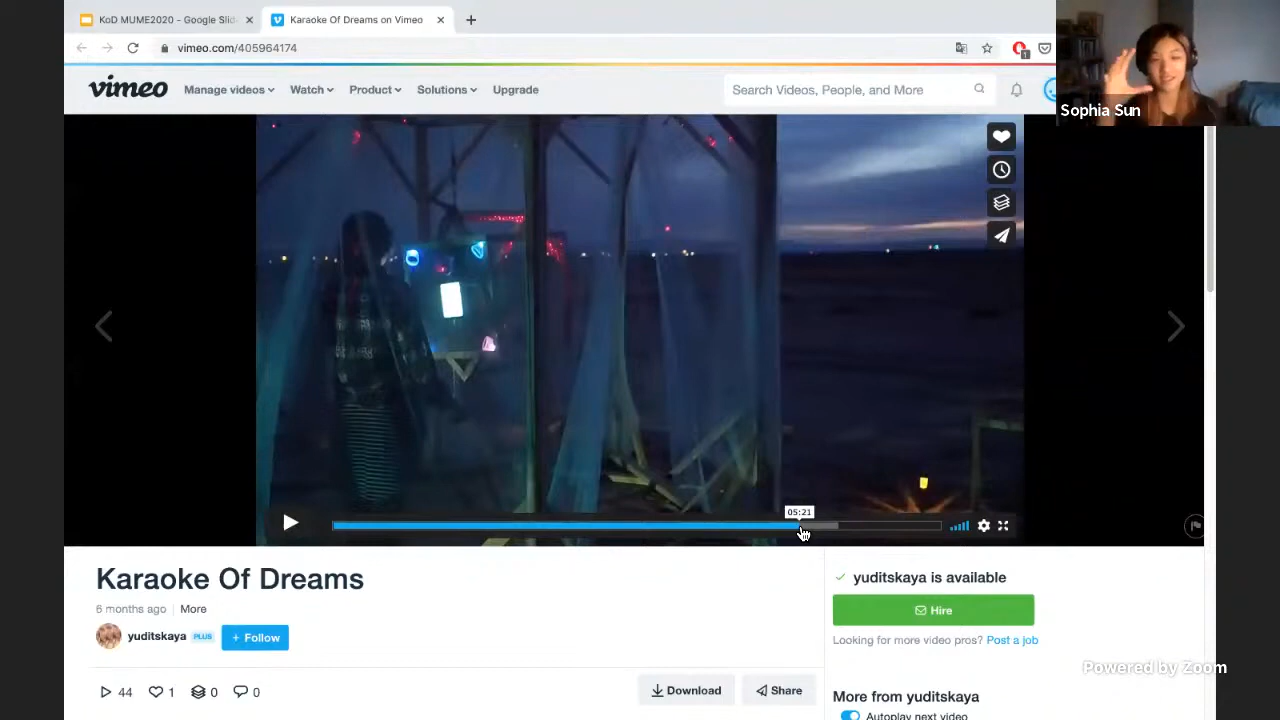 KoD MUME2020 - Google Slid
Karaoke Of Dreams on Vimeo
vimeo.com/405964174
1
vimeo
Manage videos
Watch
Product
Solutions
Upgrade
Search Videos, People, and More
Sophia Sun
05:21
Karaoke Of Dreams
6 months ago
More
yuditskaya PLUS
+ Follow
44
1
0
0
Download
Share
yuditskaya is available
Hire
Looking for more video pros? Post a job
Powered by Zoom
More from yuditskaya
Autoplay next video